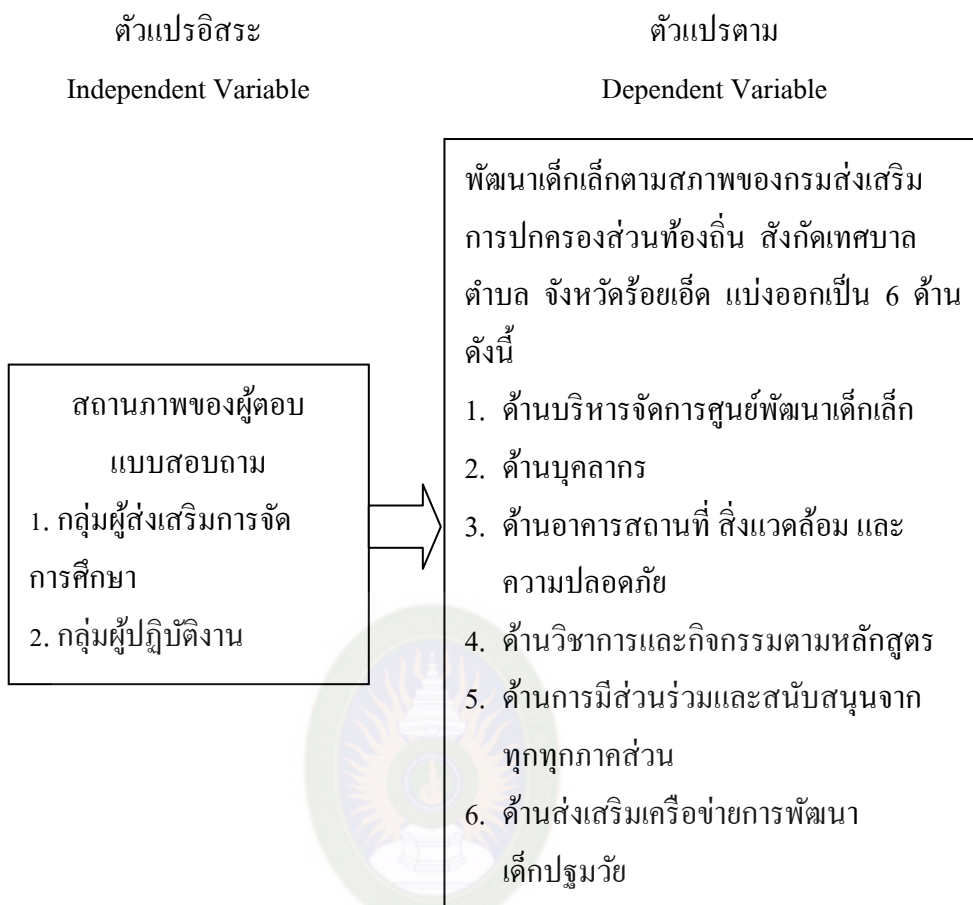 ตัวแปรอิสระ
Independent Variable
ตัวแปรตาม
Dependent Variable
สถานภาพของผู้ตอบ
แบบสอบถาม
1. กลุ่มผู้ส่งเสริมการจัด
การศึกษา
2. กลุ่มผู้ปฏิบัติงาน
พัฒนาเด็กเล็กตามสภาพของกรมส่งเสริม
การปกครองส่วนท้องถิ่น สังกัดเทศบาล
ตำบล จังหวัดร้อยเอ็ด แบ่งออกเป็น 6 ด้าน
ดังนี้
1. ด้านบริหารจัดการศูนย์พัฒนาเด็กเล็ก
2. ด้านบุคลากร
3. ด้านอาคารสถานที่ สิ่งแวดล้อม และ
ความปลอดภัย
4. ด้านวิชาการและกิจกรรมตามหลักสูตร
5. ด้านการมีส่วนร่วมและสนับสนุนจาก
ทุกทุกภาคส่วน
6. ด้านส่งเสริมเครือข่ายการพัฒนา
เด็กปฐมวัย